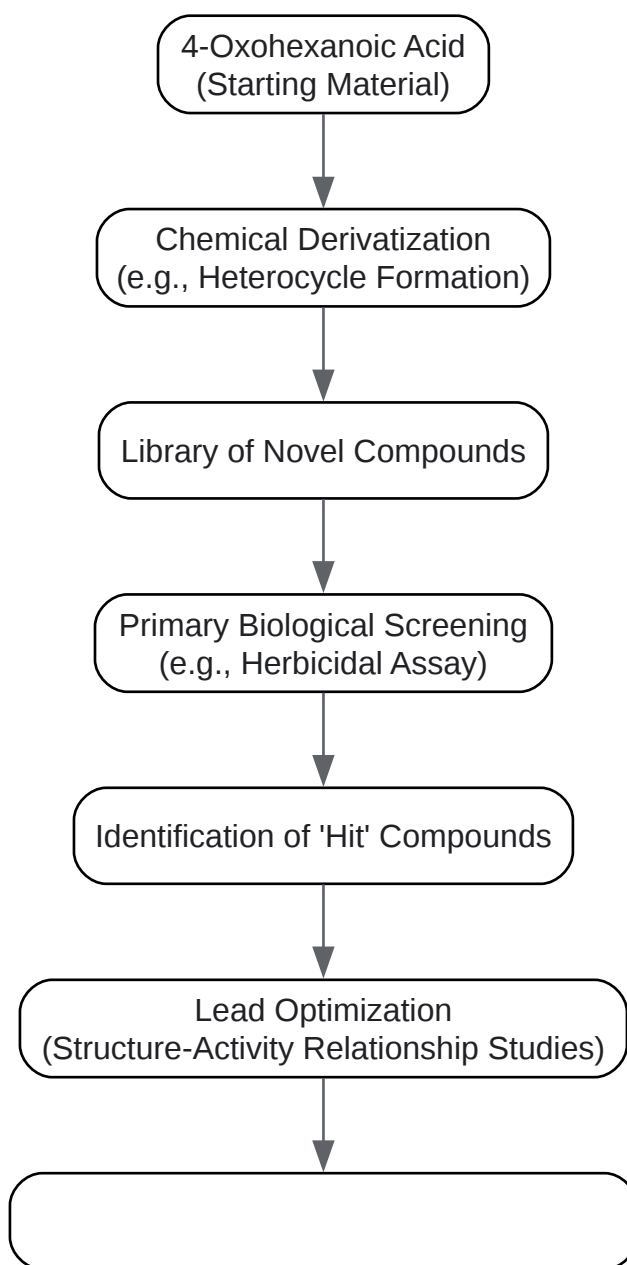 4-Oxohexanoic Acid
(Starting Material)
Chemical Derivatization
(e.g., Heterocycle Formation)
Library of Novel Compounds
Primary Biological Screening
(e.g., Herbicidal Assay)
Identification of 'Hit' Compounds
Lead Optimization
(Structure-Activity Relationship Studies)